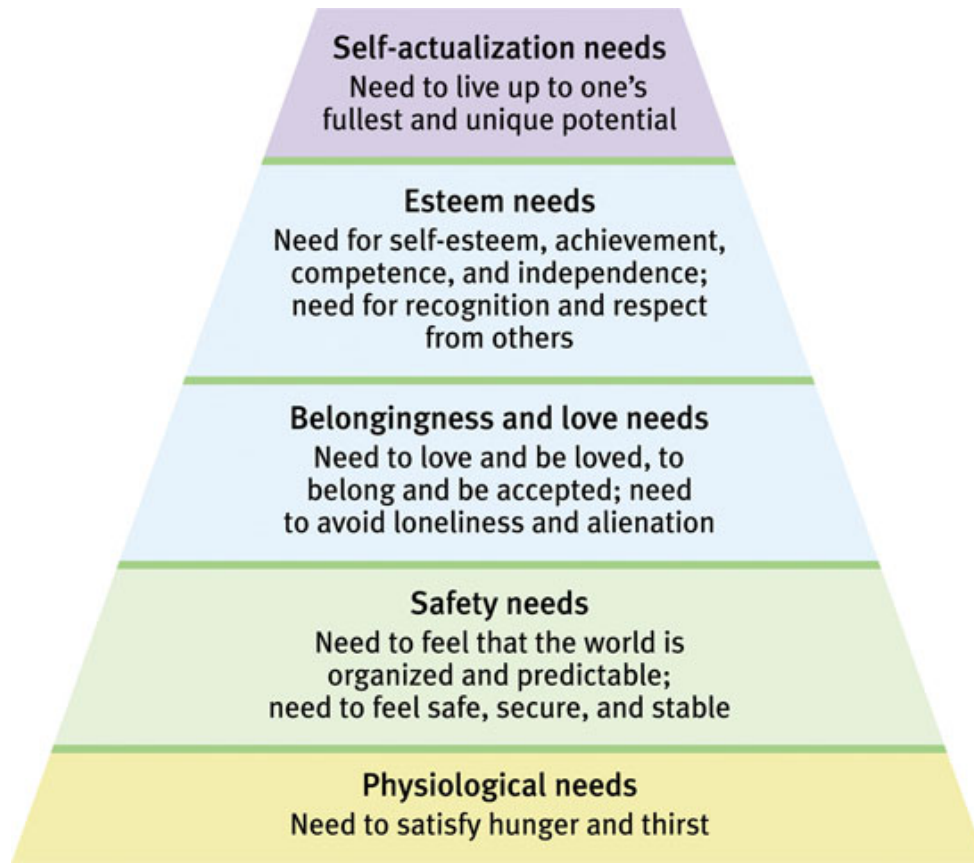 Self-actualization needs
Need to live up to one’s
fullest and unique potential
Esteem needs
Need for self-esteem, achievement,
competence, and independence;
need for recognition and respect
from others
Belongingness and love needs
Need to love and be loved, to
belong and be accepted; need
to avoid loneliness and alienation
Safety needs
Need to feel that the world is
organized and predictable;
need to feel safe, secure, and stable
Physiological needs
Need to satisfy hunger and thirst